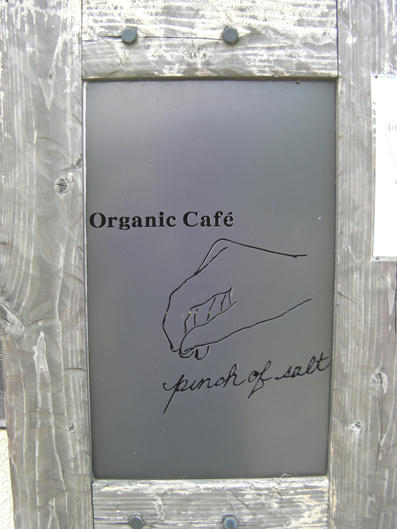 Organic Café
pinch of salt